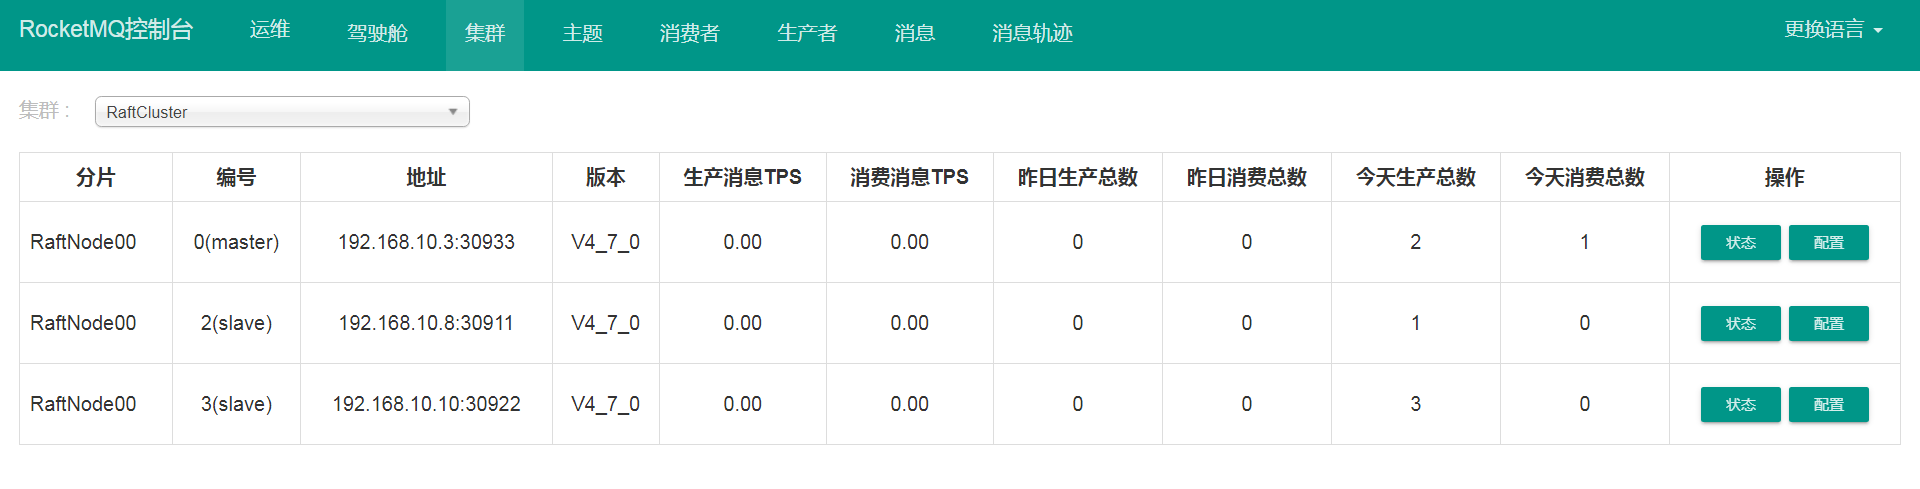 RocketMQ控制台 运维 驾驶舱 集群 主题 消费者 生产者 消息 消息轨迹 更换语言
集群 : RaftCluster
分片 编号 地址 版本 生产消息TPS 消费消息TPS 昨日生产总数 昨日消费总数 今天生产总数 今天消费总数 操作
RaftNode00 0(master) 192.168.10.3:30933 V4_7_0 0.00 0.00 0 0 2 1 状态 配置
RaftNode00 2(slave) 192.168.10.8:30911 V4_7_0 0.00 0.00 0 0 1 0 状态 配置
RaftNode00 3(slave) 192.168.10.10:30922 V4_7_0 0.00 0.00 0 0 3 0 状态 配置